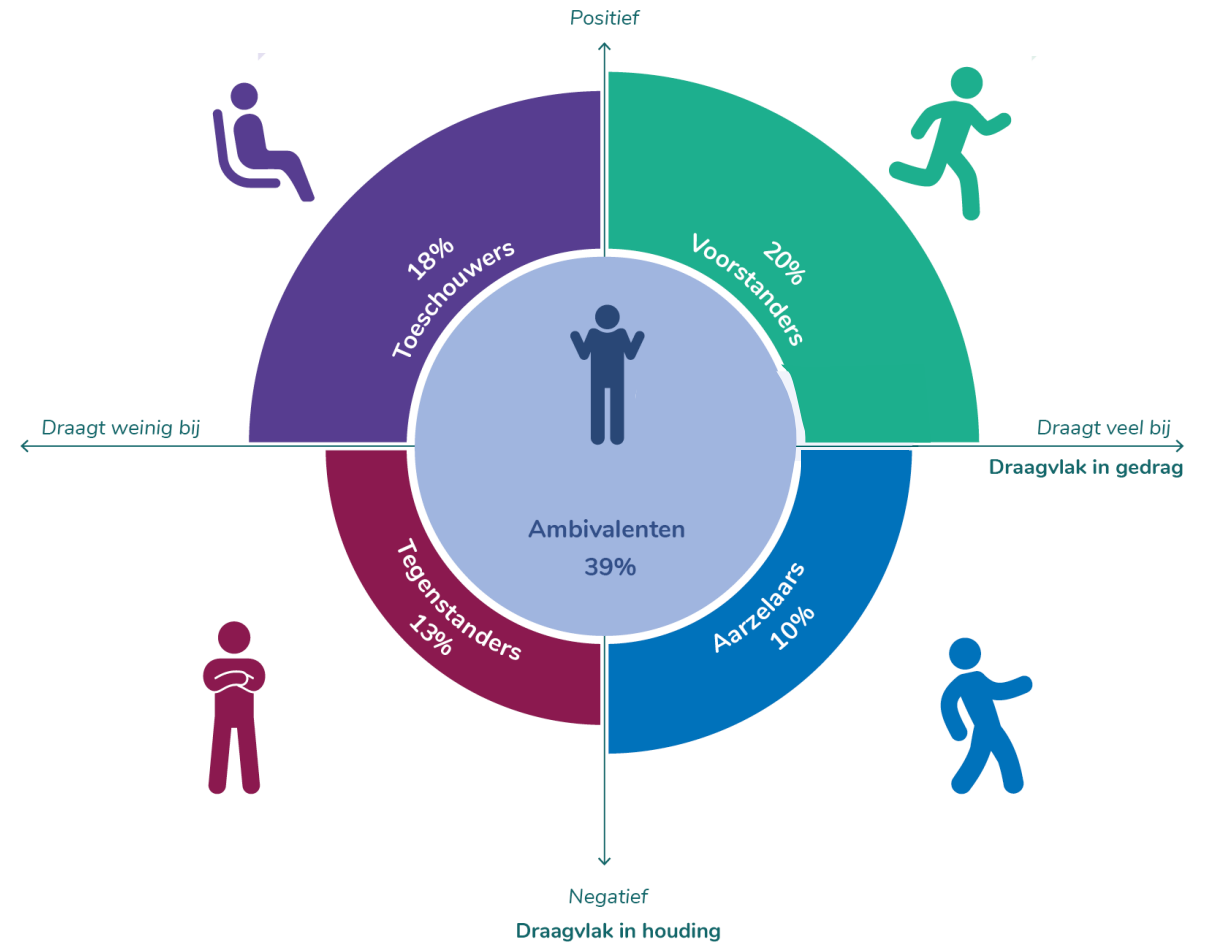 Positief
18%
Toeschouwers
20%
Voorstanders
Draagt weinig bij
Draagt veel bij
Draagvlak in gedrag
Ambivalenten
39%
Tegenstanders
13%
Aarzelaars
10%
Negatief
Draagvlak in houding